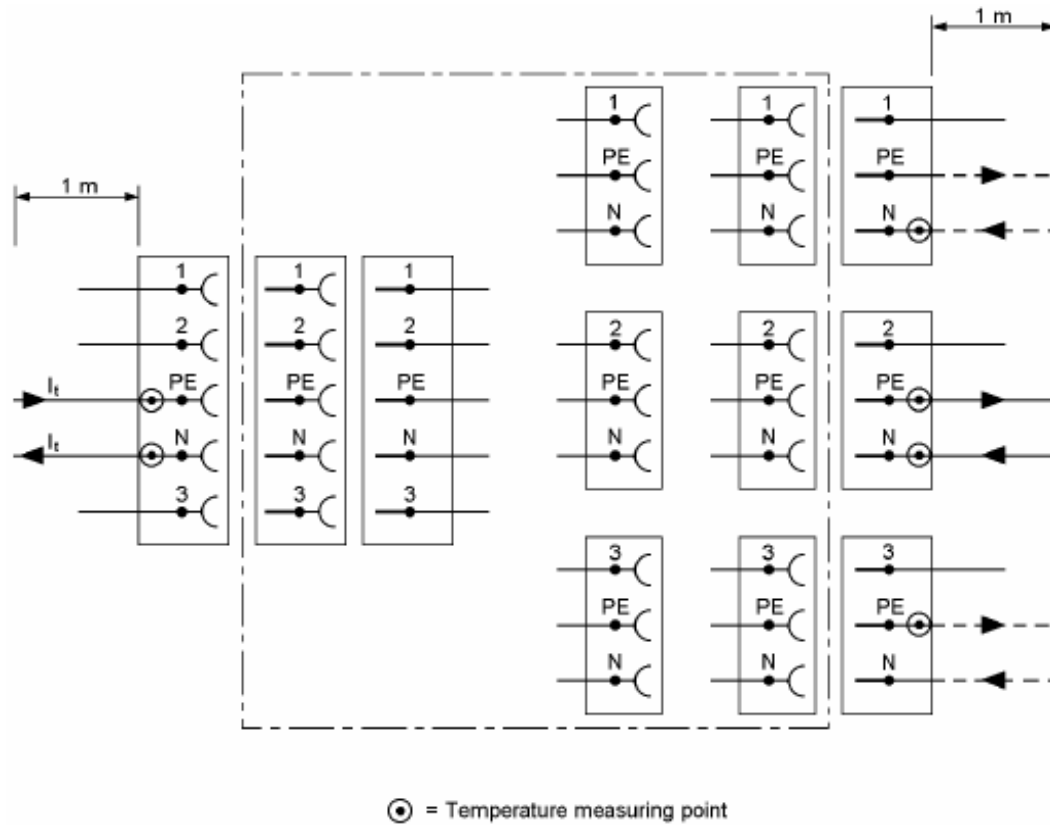 1 m
1 1 1
PE PE PE
N N N
1 m
1 1 1
2 2 2
Iₜ PE PE PE
Iₜ N N N
3 3 3
2 2 2
PE PE PE
N N N
3 3 3
PE PE PE
N N N
= Temperature measuring point